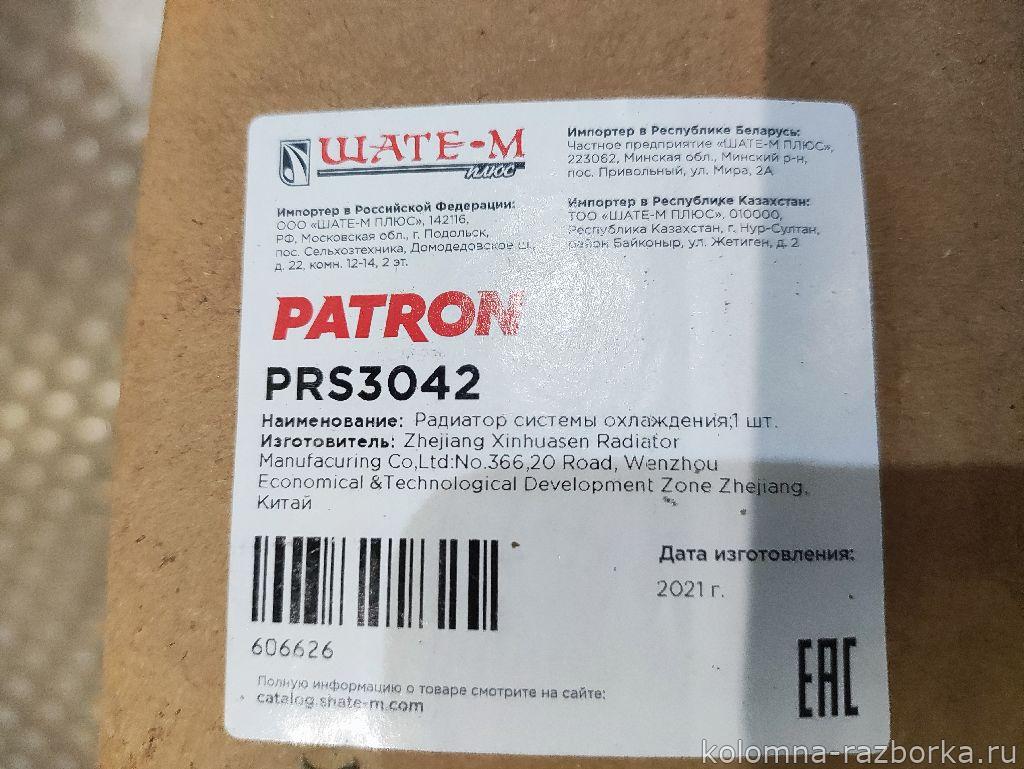 ШАТЕ-М
ПЛЮС
Импортер в Российской Федерации:
ООО «ШАТЕ-М ПЛЮС», 142116,
РФ, Московская обл., г. Подольск,
пос. Сельхозтехника, Домодедовское ш.,
д. 22, комн. 12-14, 2 эт.
Импортер в Республике Беларусь:
Частное предприятие «ШАТЕ-М ПЛЮС»,
223062, Минская обл., Минский р-н,
пос. Привольный, ул. Мира, 2А
Импортер в Республике Казахстан:
ТОО «ШАТЕ-М ПЛЮС», 010000,
Республика Казахстан, г. Нур-Султан,
район Байконыр, ул. Жетиген, д. 2
PATRON
PRS3042
Наименование: Радиатор системы охлаждения;1 шт.
Изготовитель: Zhejiang Xinhuasen Radiator
Manufacuring Co,Ltd:No.366,20 Road, Wenzhou
Economical &Technological Development Zone Zhejiang,
Китай
Дата изготовления:
2021 г.
606626
Полную информацию о товаре смотрите на сайте:
catalog.shate-m.com
EAC
kolomna-razborka.ru